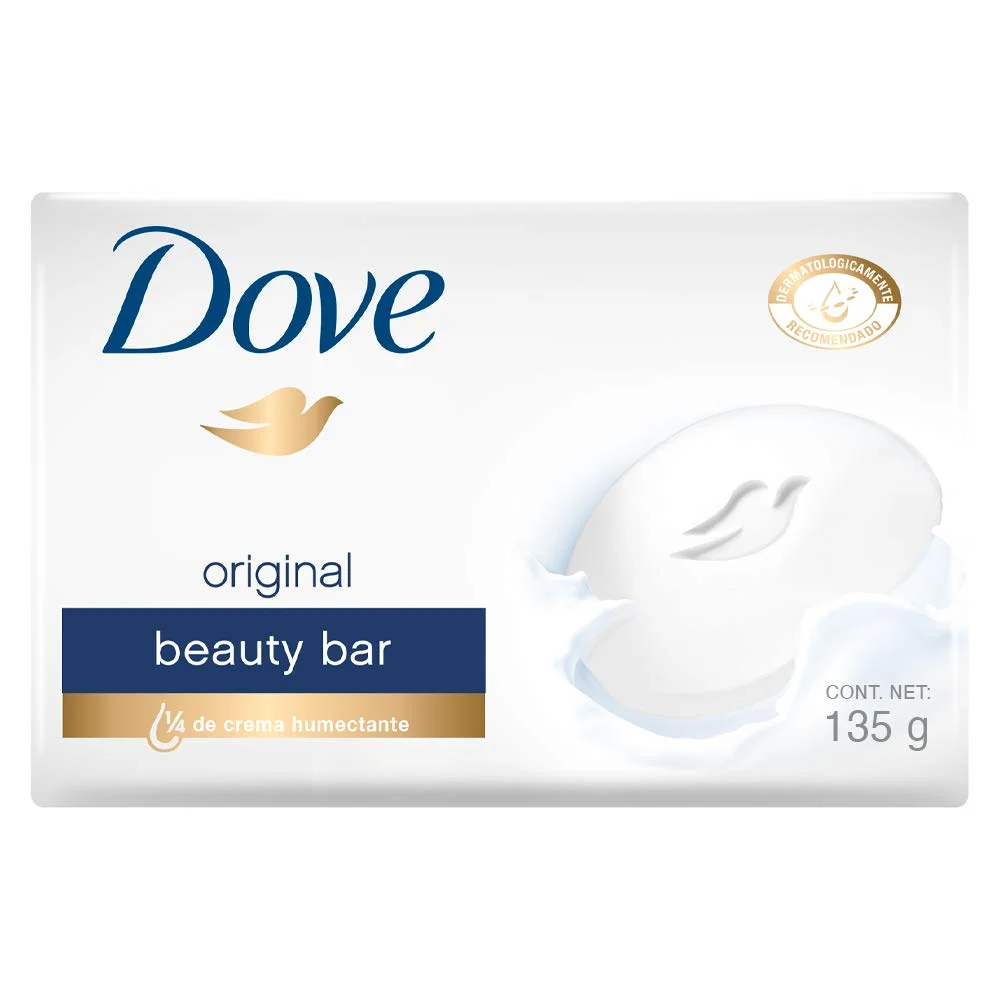 Dove
DERMATOLOGICAMENTE
RECOMENDADO
original
beauty bar
¼ de crema humectante
CONT. NET:
135 g